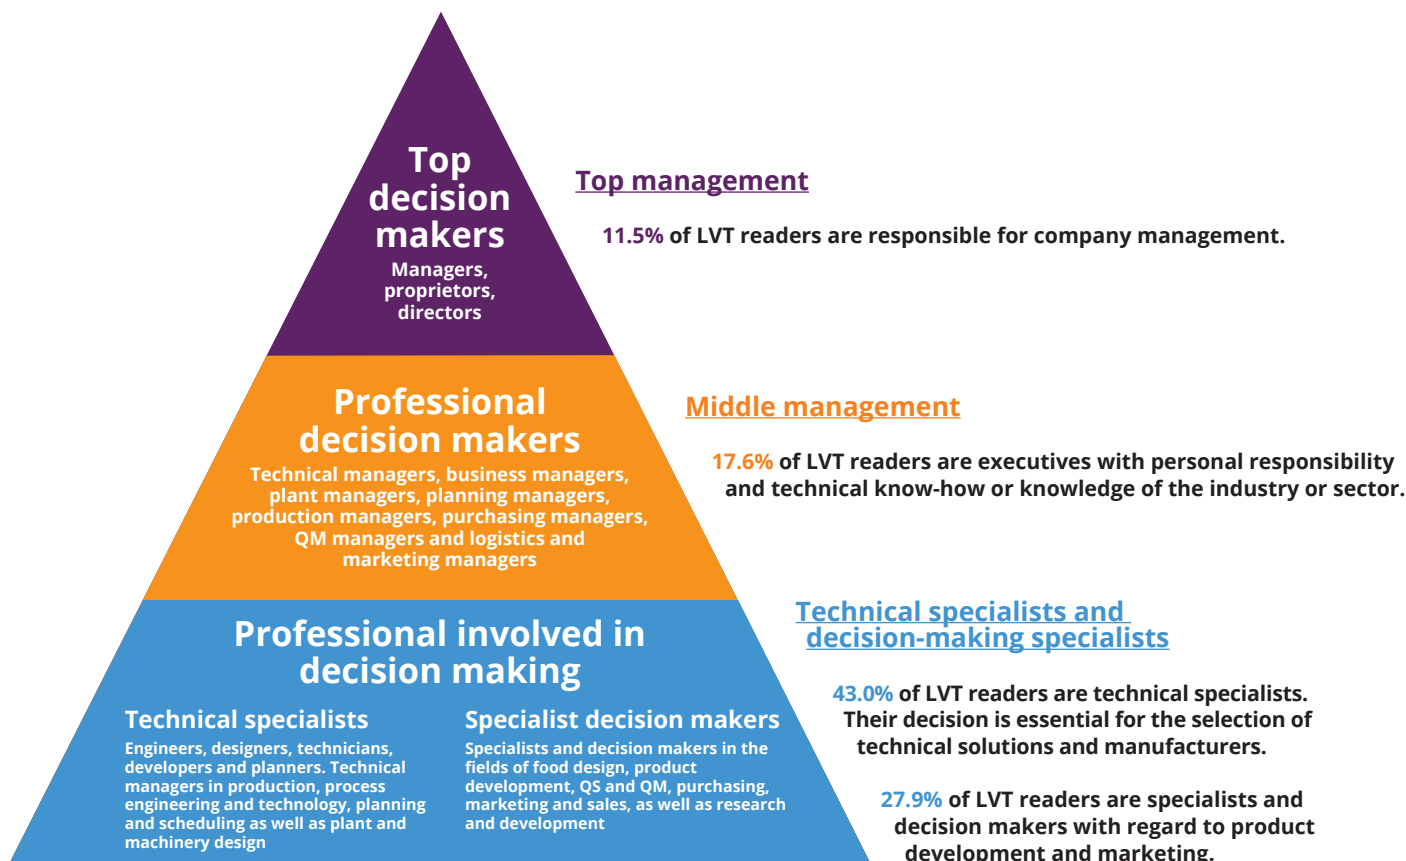 Top
decision
makers
Managers,
proprietors,
directors
Top management
11.5% of LVT readers are responsible for company management.
Professional
decision makers
Technical managers, business managers,
plant managers, planning managers,
production managers, purchasing managers,
QM managers and logistics and
marketing managers
Middle management
17.6% of LVT readers are executives with personal responsibility
and technical know-how or knowledge of the industry or sector.
Professional involved in
decision making
Technical specialists
Engineers, designers, technicians,
developers and planners. Technical
managers in production, process
engineering and technology, planning
and scheduling as well as plant and
machinery design
Specialist decision makers
Specialists and decision makers in the
fields of food design, product
development, QS and QM, purchasing,
marketing and sales, as well as research
and development
Technical specialists and
decision-making specialists
43.0% of LVT readers are technical specialists.
Their decision is essential for the selection of
technical solutions and manufacturers.
27.9% of LVT readers are specialists and
decision makers with regard to product
development and marketing.